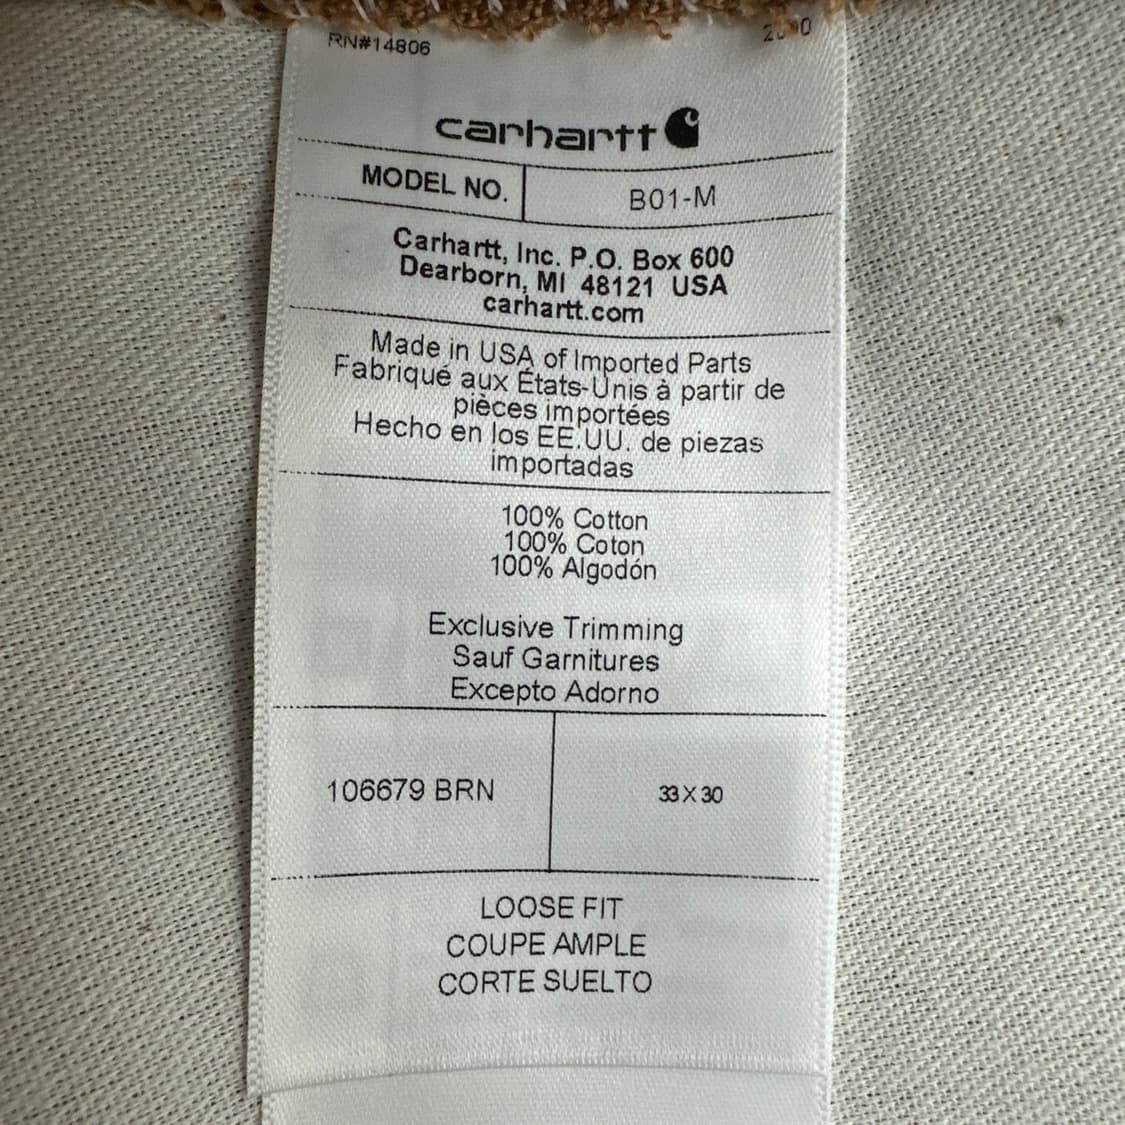 RN#14806
carhartt
MODEL NO. B01-M
Carhartt, Inc. P.O. Box 600
Dearborn, MI 48121 USA
carhartt.com
Made in USA of Imported Parts
Fabriqué aux États-Unis à partir de
pièces importées
Hecho en los EE.UU. de piezas
importadas
100% Cotton
100% Coton
100% Algodón
Exclusive Trimming
Sauf Garnitures
Excepto Adorno
106679 BRN 33 X 30
LOOSE FIT
COUPE AMPLE
CORTE SUELTO